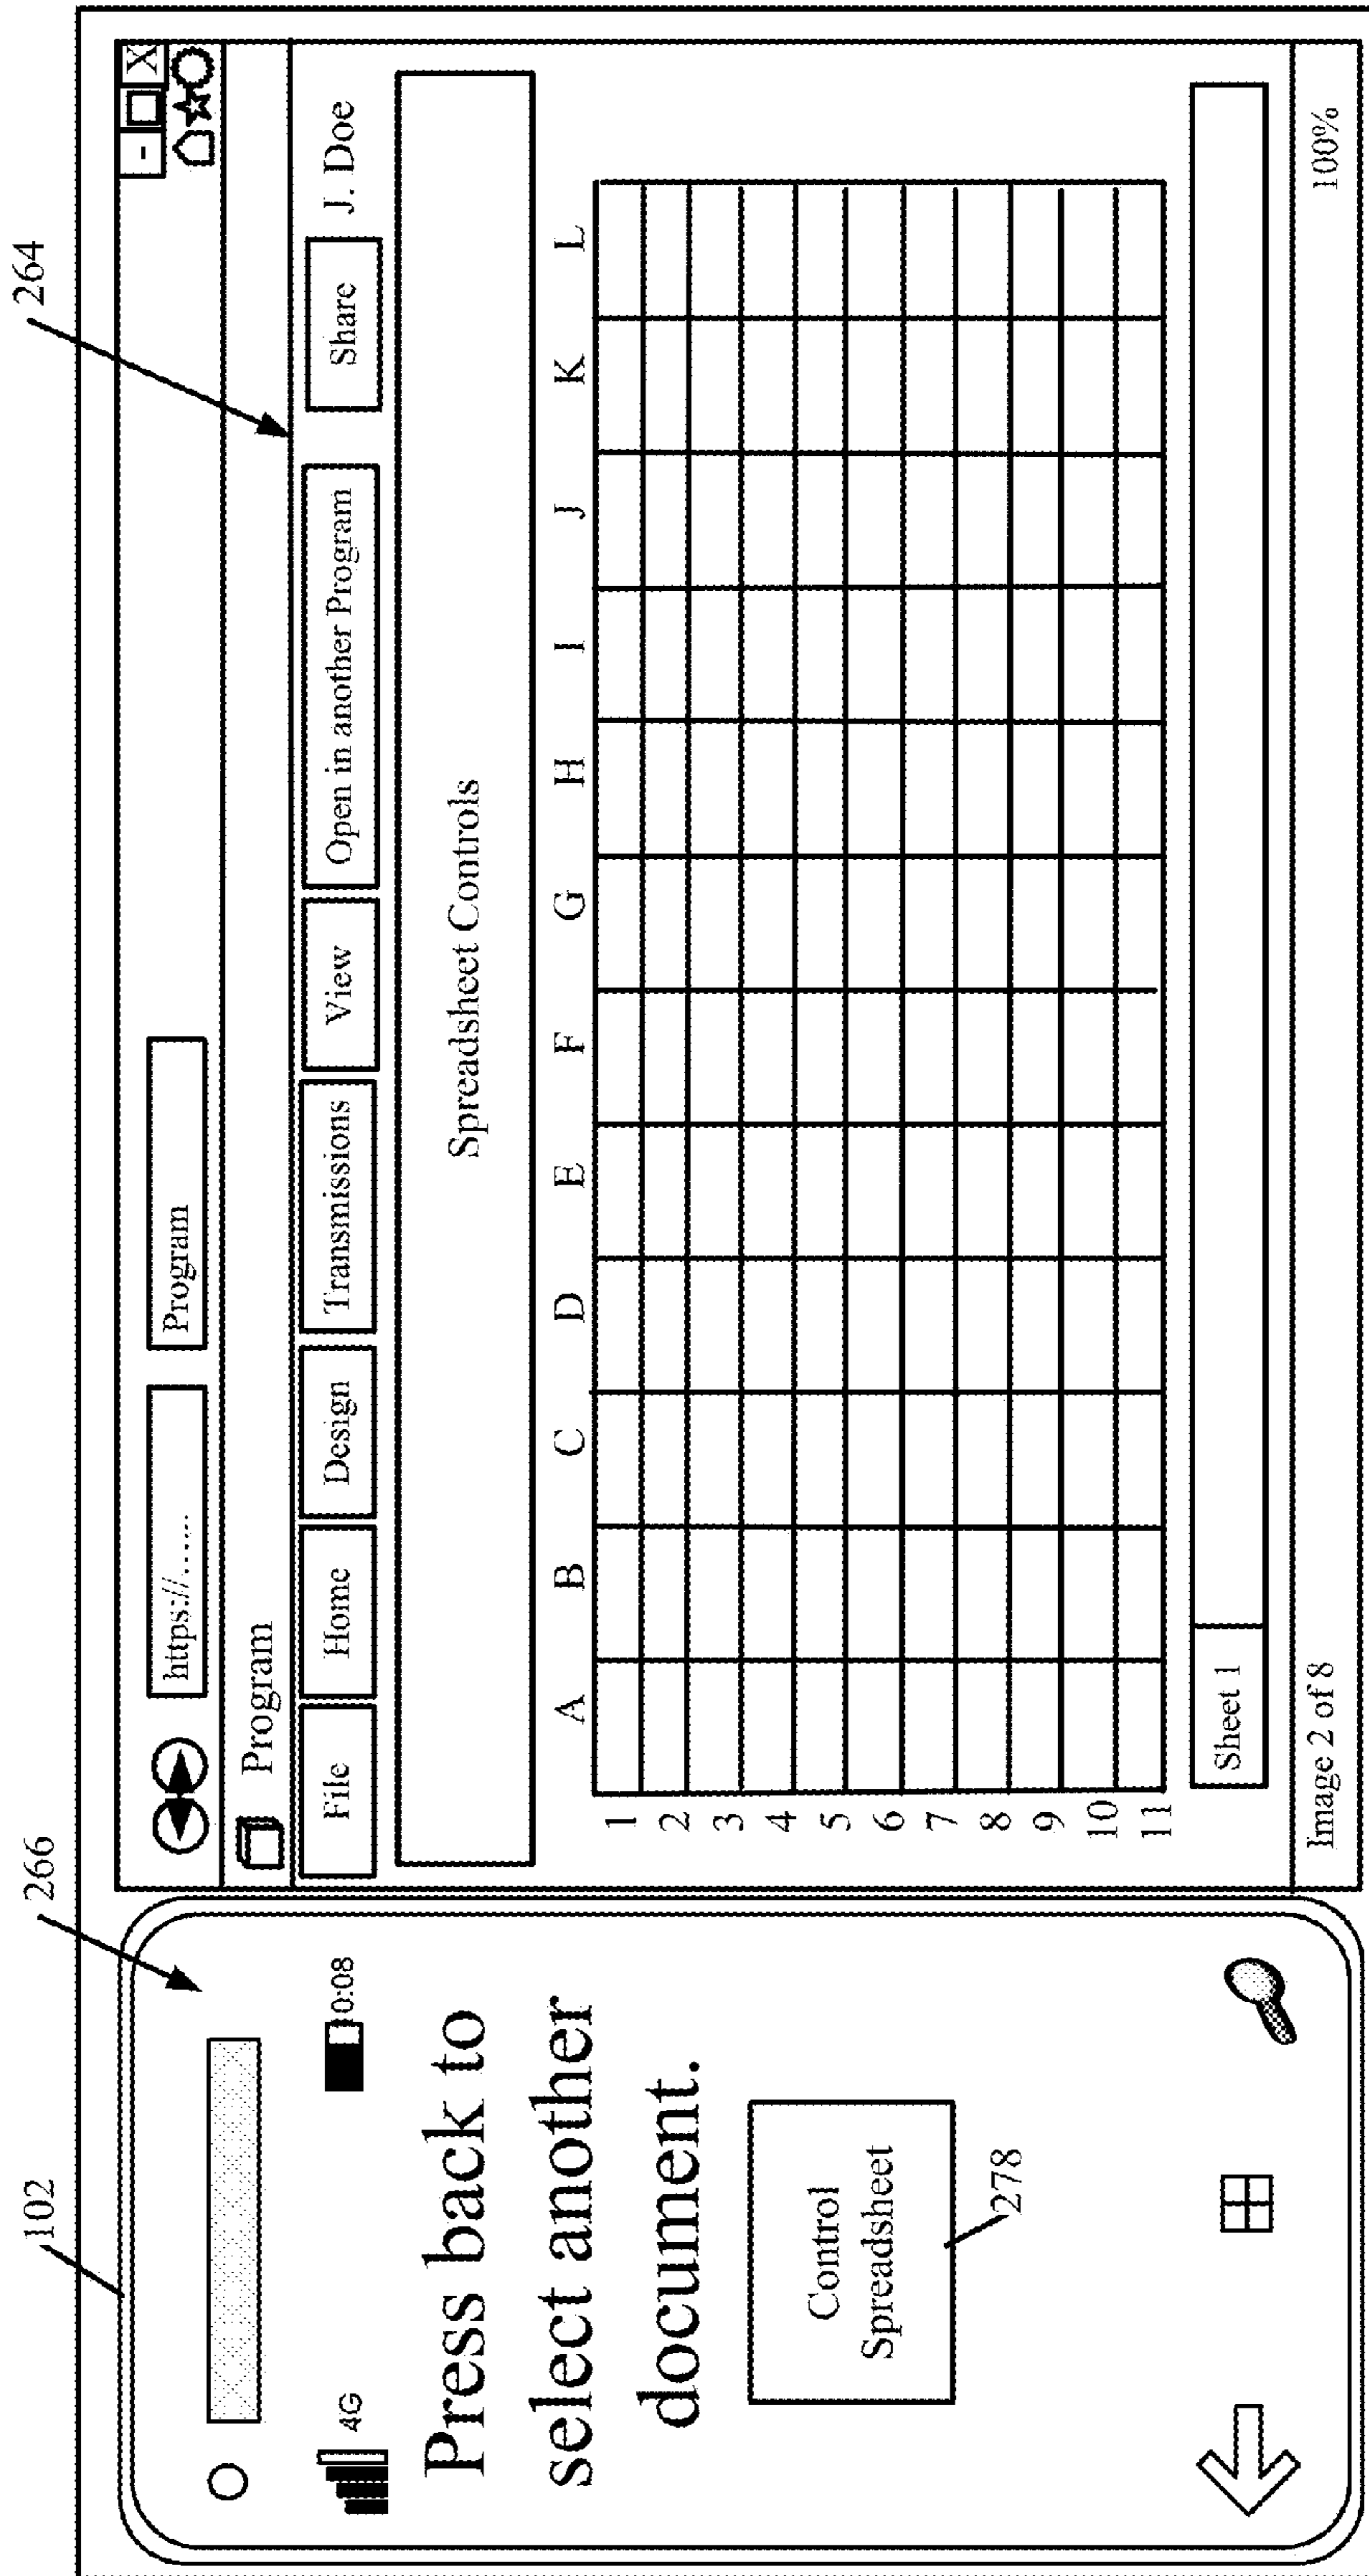 102
266
264
4G
0:08
Press back to
select another
document.
Control
Spreadsheet
278
https://......
Program
-
X
Program
File
Home
Design
Transmissions
View
Open in another Program
Share
J. Doe
Spreadsheet Controls
A B C D E F G H I J K L
1
2
3
4
5
6
7
8
9
10
11
Sheet 1
Image 2 of 8
100%